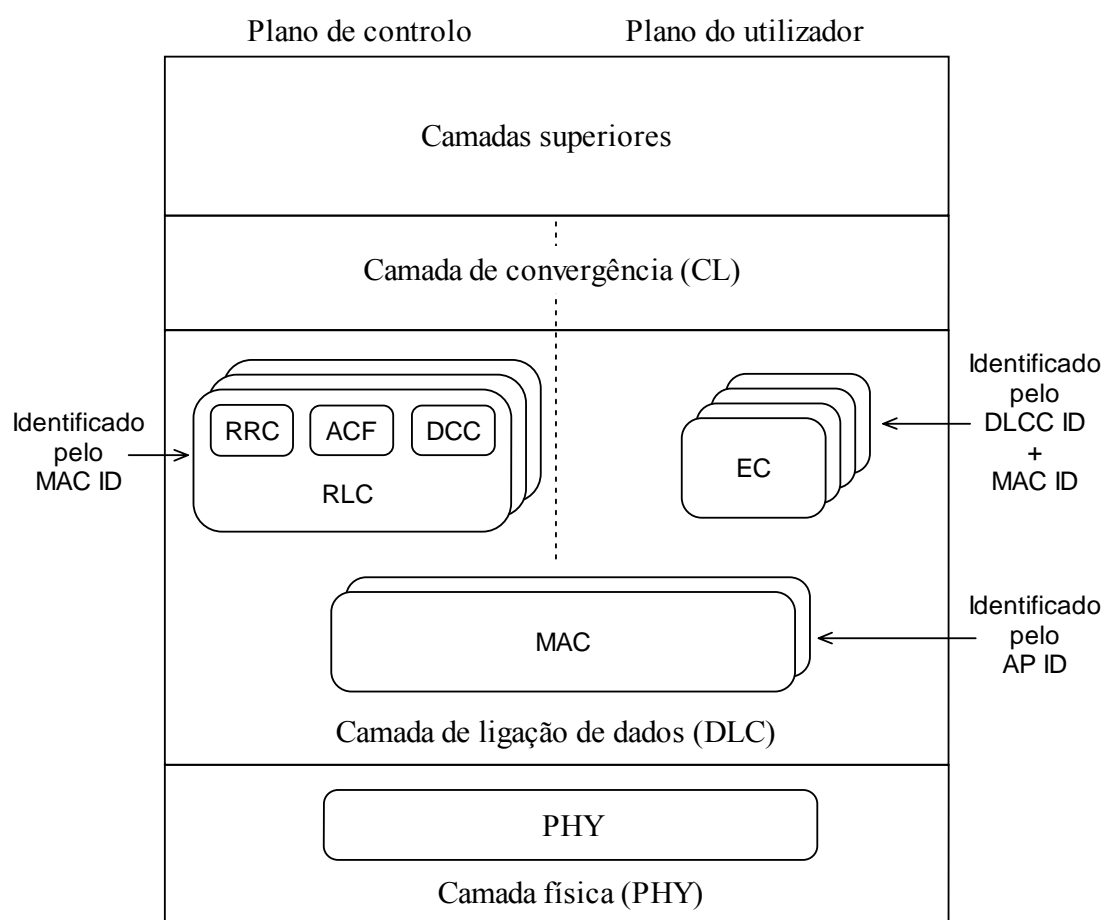 Plano de controlo
Plano do utilizador
Camadas superiores
Camada de convergência (CL)
Identificado
pelo
MAC ID
RRC
ACF
DCC
RLC
EC
Identificado
pelo
DLCC ID
+
MAC ID
MAC
Identificado
pelo
AP ID
Camada de ligação de dados (DLC)
PHY
Camada física (PHY)